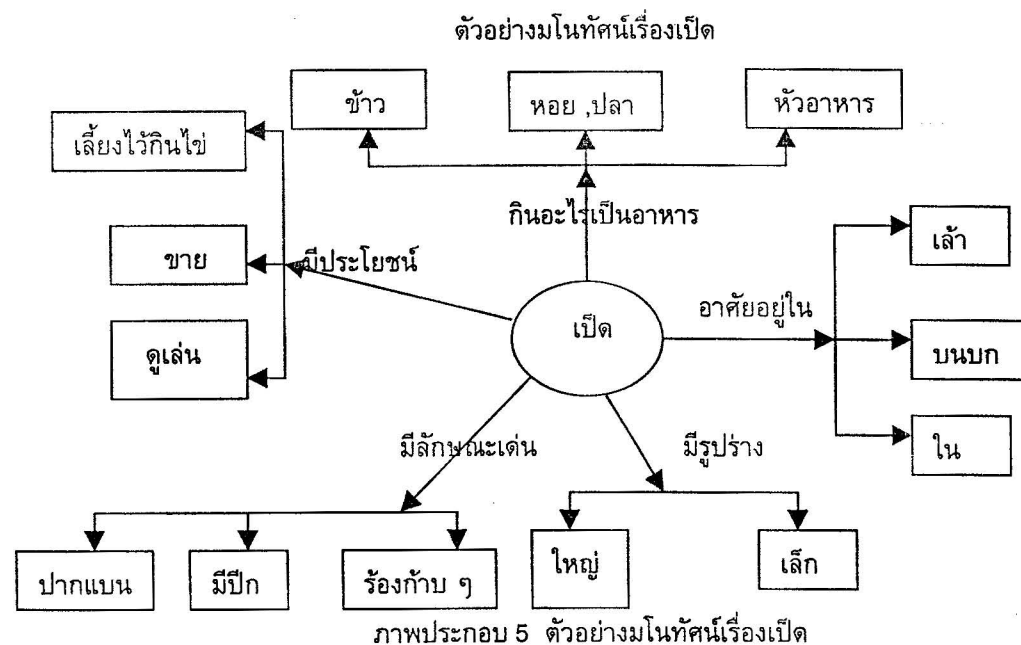 ตัวอย่างมโนทัศน์เรื่องเป็ด
ข้าว
หอย ,ปลา
หัวอาหาร
เลี้ยงไว้กินไข่
กินอะไรเป็นอาหาร
เล้า
ขาย
มีประโยชน์
อาศัยอยู่ใน
เป็ด
บนบก
ดูเล่น
ใน
มีลักษณะเด่น
มีรูปร่าง
ปากแบน
มีปีก
ร้องก้าบ ๆ
ใหญ่
เล็ก
ภาพประกอบ 5 ตัวอย่างมโนทัศน์เรื่องเป็ด